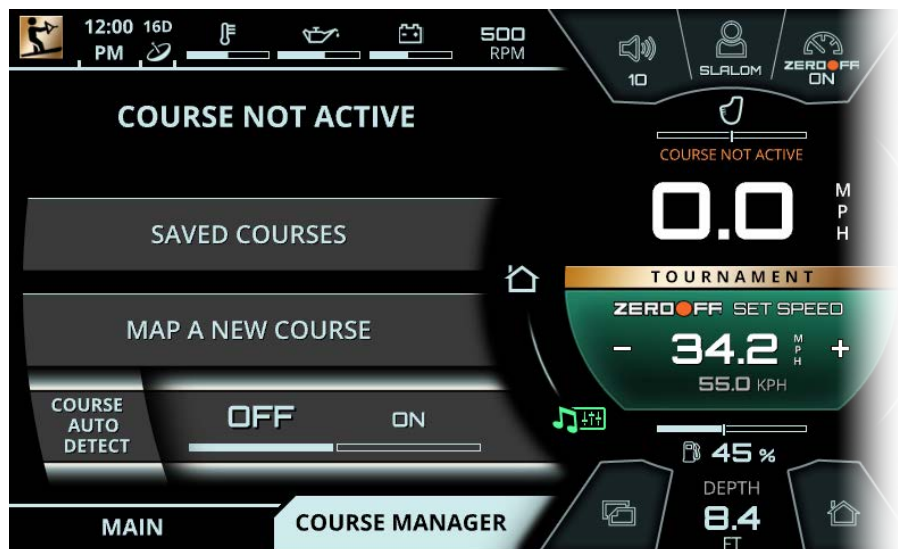 12:00 16D
PM
500
RPM
10
SLALOM
ZEROOFF
ON
COURSE NOT ACTIVE
COURSE NOT ACTIVE
0.0
MPH
SAVED COURSES
TOURNAMENT
ZEROOFF SET SPEED
MAP A NEW COURSE
- 34.2 MPH +
55.0 KPH
COURSE
AUTO
DETECT
OFF ON
45 %
DEPTH
8.4
FT
MAIN
COURSE MANAGER